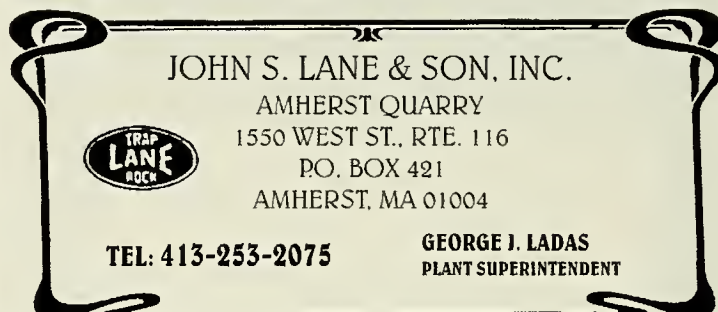 JOHN S. LANE & SON, INC.
AMHERST QUARRY
1550 WEST ST., RTE. 116
P.O. BOX 421
AMHERST, MA 01004
TRAP
LANE
ROCK
TEL: 413-253-2075
GEORGE J. LADAS
PLANT SUPERINTENDENT